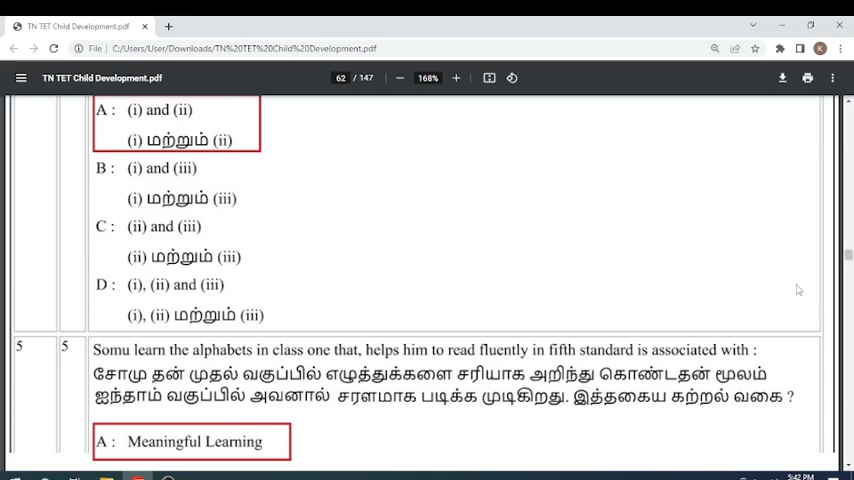 TN TET Child Development.pdf
File
C:/Users/User/Downloads/TN%20TET%20Child%20Development.pdf
K
TN TET Child Development.pdf
62 / 147
168%
A : (i) and (ii)
(i) மற்றும் (ii)
B : (i) and (iii)
(i) மற்றும் (iii)
C : (ii) and (iii)
(ii) மற்றும் (iii)
D : (i), (ii) and (iii)
(i), (ii) மற்றும் (iii)
5 5 Somu learn the alphabets in class one that, helps him to read fluently in fifth standard is associated with :
சோமு தன் முதல் வகுப்பில் எழுத்துக்களை சரியாக அறிந்து கொண்டதன் மூலம்
ஐந்தாம் வகுப்பில் அவனால் சரளமாக படிக்க முடிகிறது. இத்தகைய கற்றல் வகை ?
A : Meaningful Learning
5:42 PM